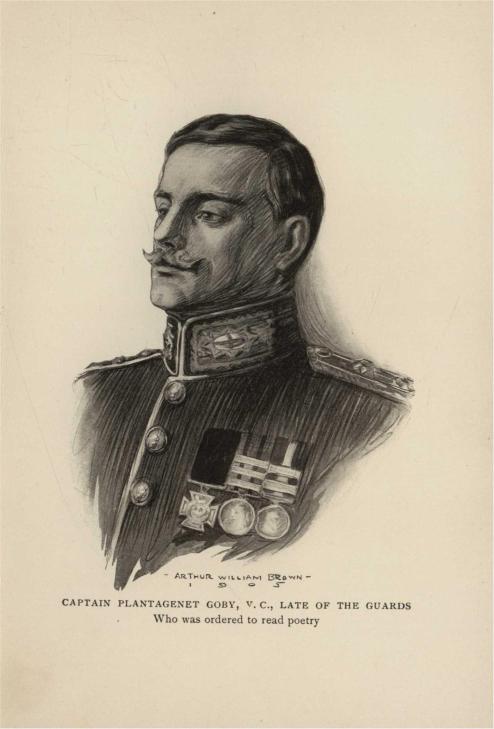 - ARTHUR WILLIAM BROWN -
1 9 0 5
CAPTAIN PLANTAGENET GOBY, V. C., LATE OF THE GUARDS
Who was ordered to read poetry